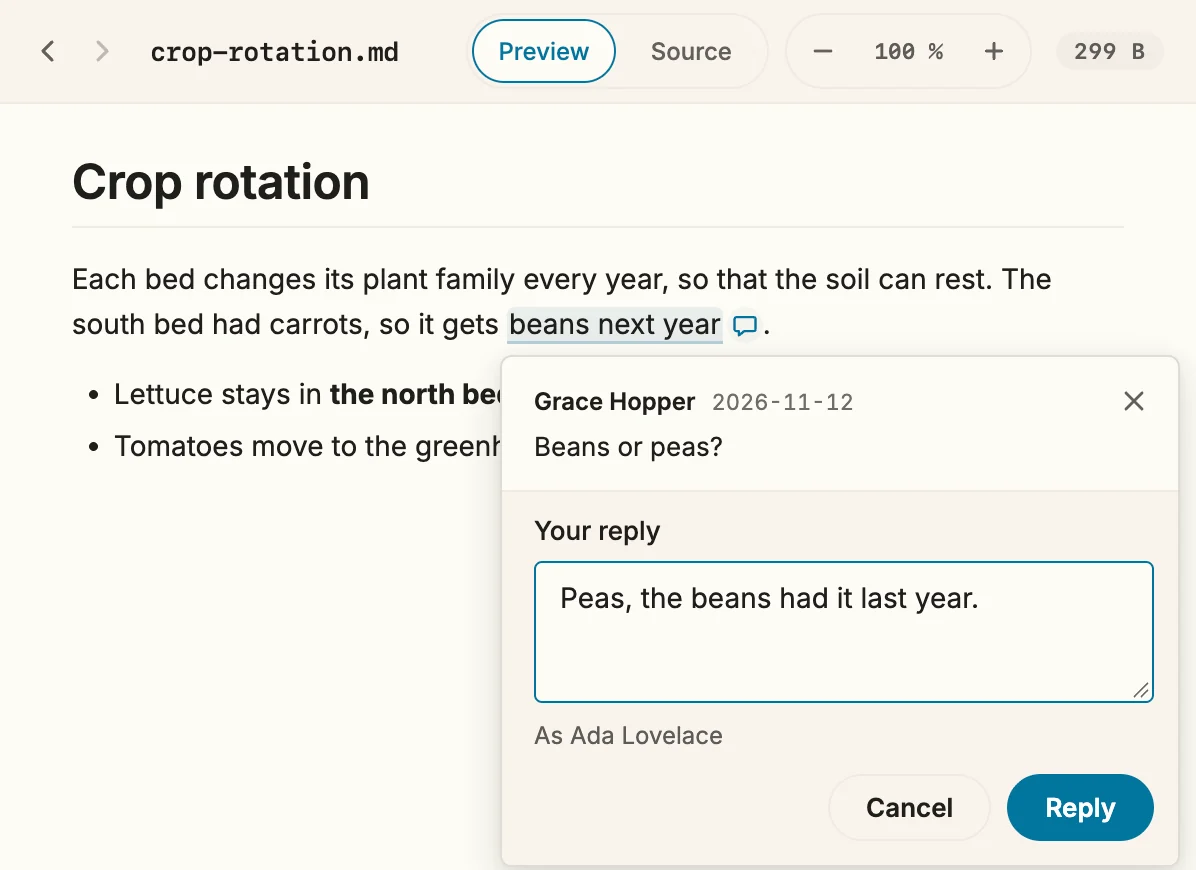 crop-rotation.md
Preview
Source
100 %
299 B
Crop rotation
Each bed changes its plant family every year, so that the soil can rest. The
south bed had carrots, so it gets beans next year .
Lettuce stays in the north
Tomatoes move to the
Grace Hopper 2026-11-12
Beans or peas?
Your reply
Peas, the beans had it last year.
As Ada Lovelace
Cancel
Reply